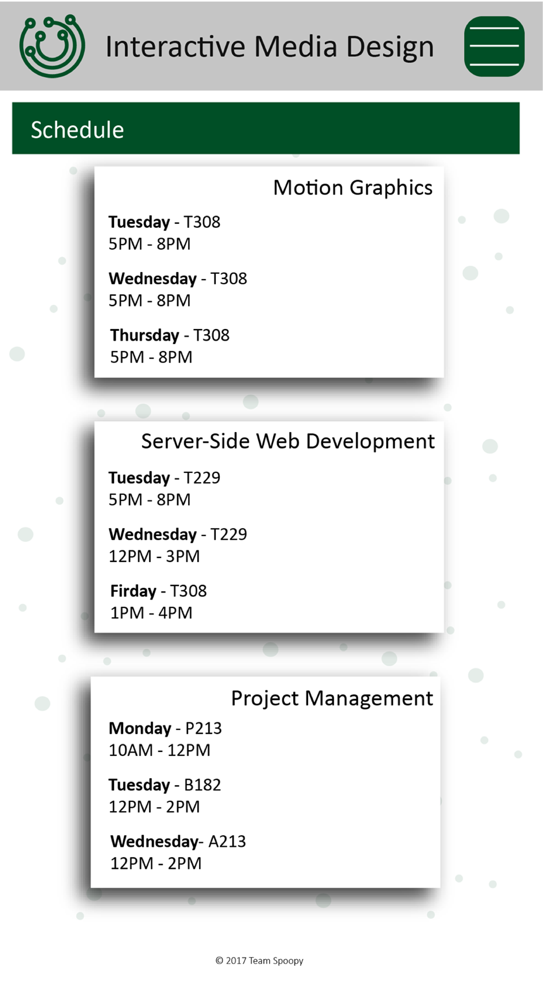 Interactive Media Design
Schedule
Motion Graphics
Tuesday - T308
5PM - 8PM
Wednesday - T308
5PM - 8PM
Thursday - T308
5PM - 8PM
Server-Side Web Development
Tuesday - T229
5PM - 8PM
Wednesday - T229
12PM - 3PM
Firday - T308
1PM - 4PM
Project Management
Monday - P213
10AM - 12PM
Tuesday - B182
12PM - 2PM
Wednesday- A213
12PM - 2PM
© 2017 Team Spoopy